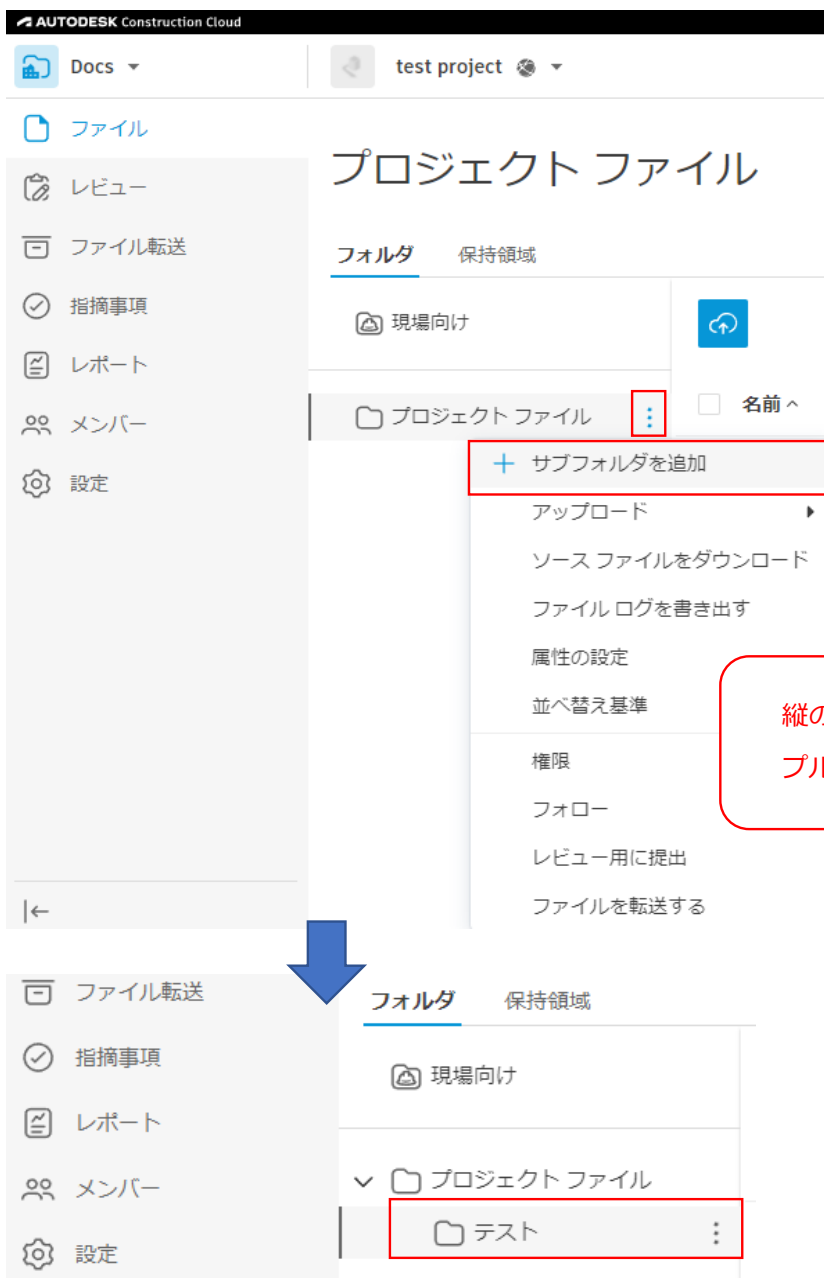 AUTODESK Construction Cloud
Docs
test project
ファイル
レビュー
ファイル転送
指摘事項
レポート
メンバー
設定
プロジェクト ファイル
フォルダ 保持領域
現場向け
プロジェクト ファイル
名前
サブフォルダを追加
アップロード
ソース ファイルをダウンロード
ファイル ログを書き出す
属性の設定
並べ替え基準
権限
フォロー
レビュー用に提出
ファイルを転送する
縦の
プル
ファイル転送
指摘事項
レポート
メンバー
設定
フォルダ 保持領域
現場向け
プロジェクト ファイル
テスト